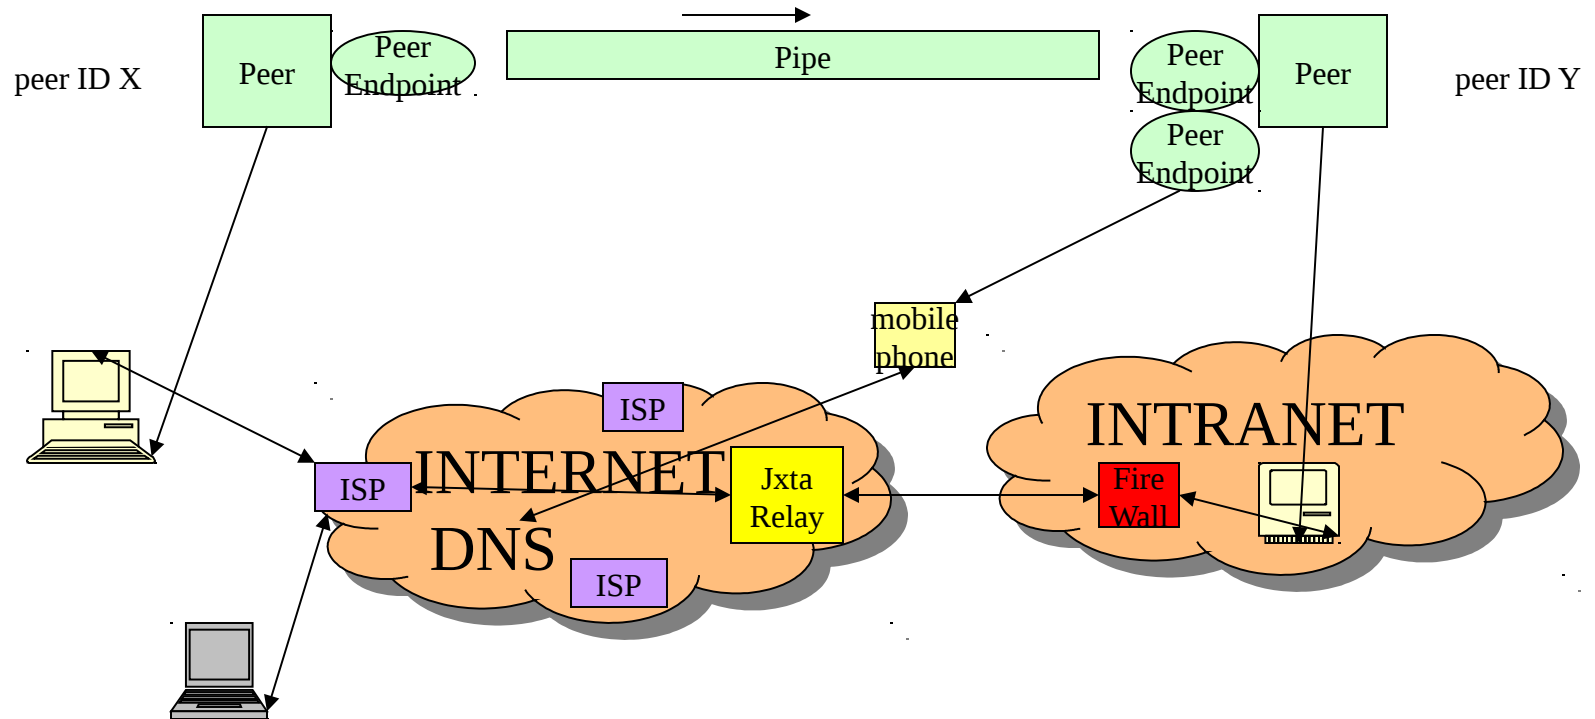 peer ID X
Peer
Peer
Endpoint
Pipe
Peer
Endpoint
Peer
peer ID Y
Peer
Endpoint
mobile
phone
ISP
INTERNET
INTRANET
ISP
Jxta
Relay
Fire
Wall
DNS
ISP